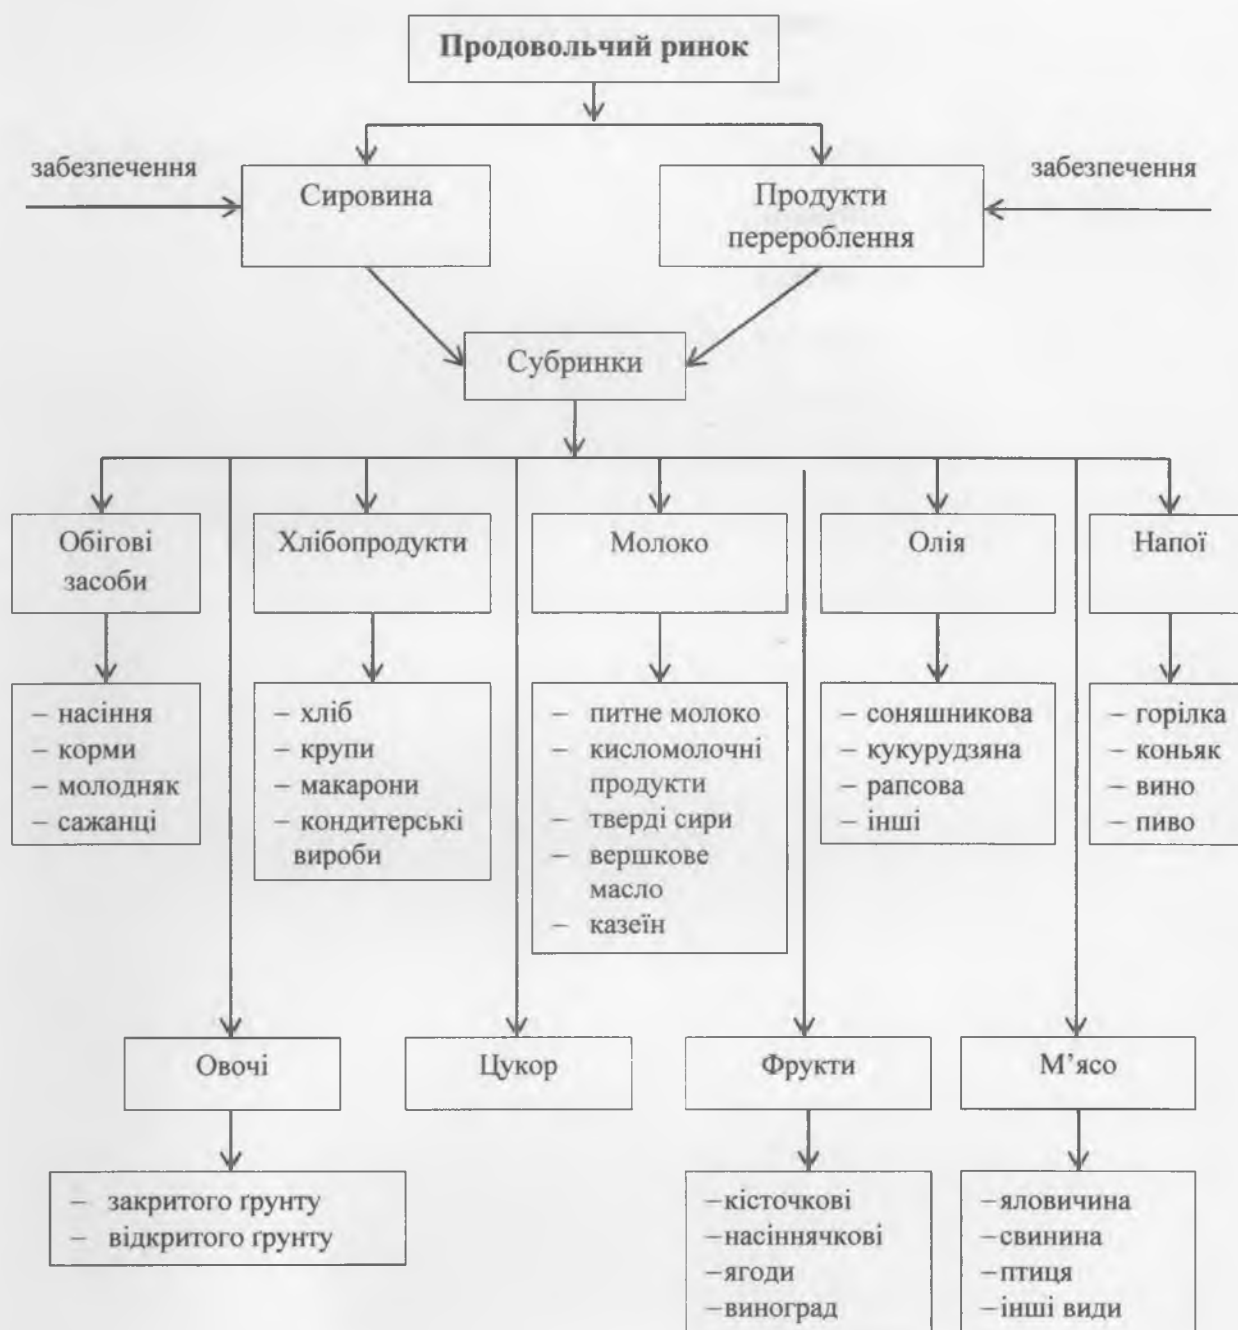 Продовольчий ринок
забезпечення
Сировина
Продукти
перероблення
забезпечення
Субринки
Обігові
засоби
Хлібопродукти
Молоко
Олія
Напої
– насіння
– корми
– молодняк
– сажанці
– хліб
– крупи
– макарони
– кондитерські
вироби
– питне молоко
– кисломолочні
продукти
– тверді сири
– вершкове
масло
– казеїн
– соняшникова
– кукурудзяна
– рапсова
– інші
– горілка
– коньяк
– вино
– пиво
Овочі
Цукор
Фрукти
М’ясо
– закритого ґрунту
– відкритого ґрунту
–кісточкові
–насіннячкові
–ягоди
–виноград
–яловичина
–свинина
–птиця
–інші види